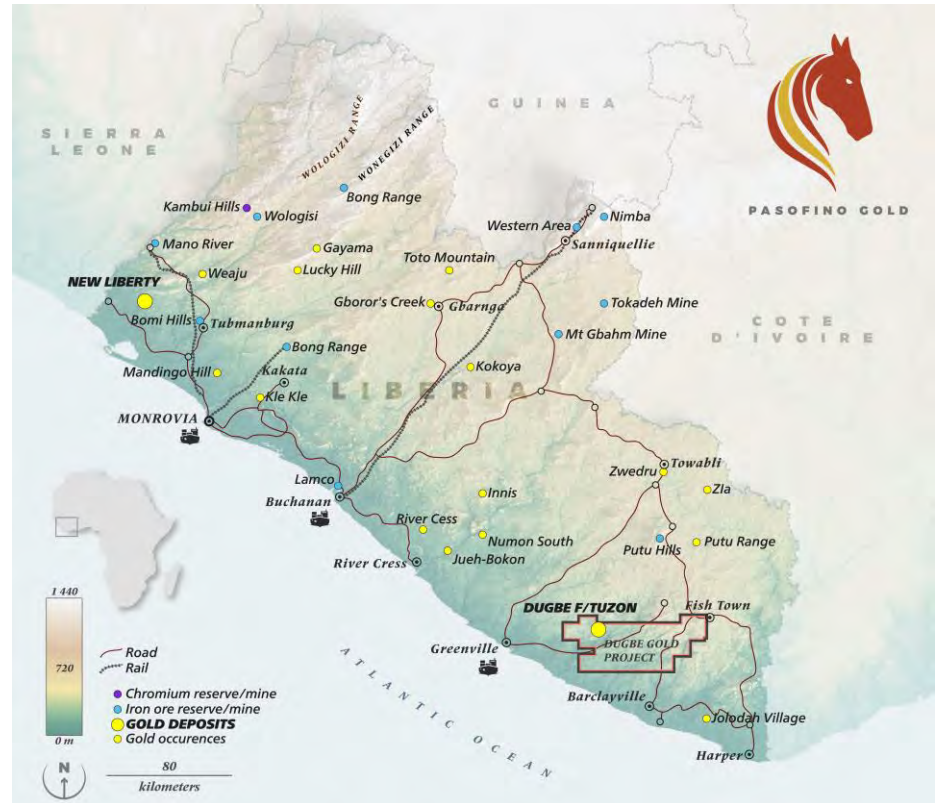 GUINEA
SIERRA
LEONE
WOLOGIZI RANGE
WONEGIZI RANGE
PASOFINO GOLD
Bong Range
Kambui Hills
Wologisi
Nimba
Western Area
Sanniquellie
Mano River
Gayama
Toto Mountain
Weaju
Lucky Hill
NEW LIBERTY
Gboror's Creek
Gbarnga
Tokadeh Mine
Bomi Hills
Tubmanburg
COTE
D'IVOIRE
Mt Gbahm Mine
Bong Range
Mandingo Hill
Kakata
Kokoya
LIBERIA
Kle Kle
MONROVIA
Towabli
Zwedru
Lamco
Zla
Innis
Buchanan
River Cess
Numon South
Putu Hills
Putu Range
Jueh-Bokon
River Cress
DUGBE F/TUZON
Fish Town
Greenville
DUGBE GOLD
PROJECT
Barclayville
Jolodah Village
Harper
ATLANTIC OCEAN
1 440
720
0 m
Road
Rail
Chromium reserve/mine
Iron ore reserve/mine
GOLD DEPOSITS
Gold occurences
N
80
kilometers